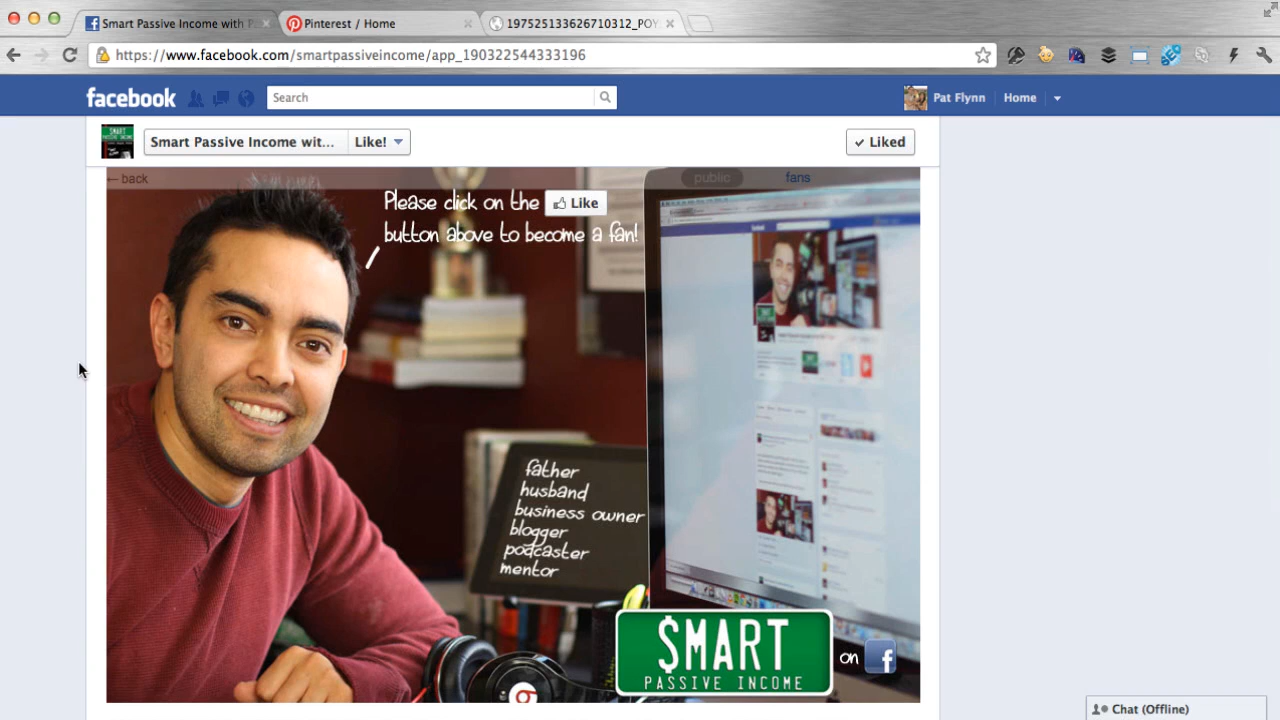 Smart Passive Income with P
Pinterest / Home
197525133626710312_POY
https://www.facebook.com/smartpassiveincome/app_190322544333196
facebook
Search
Pat Flynn
Home
Smart Passive Income wit...
Like!
Liked
← back
public
fans
Please click on the Like
button above to become a fan!
father
husband
business owner
blogger
podcaster
mentor
$MART
PASSIVE INCOME
on f
Chat (Offline)